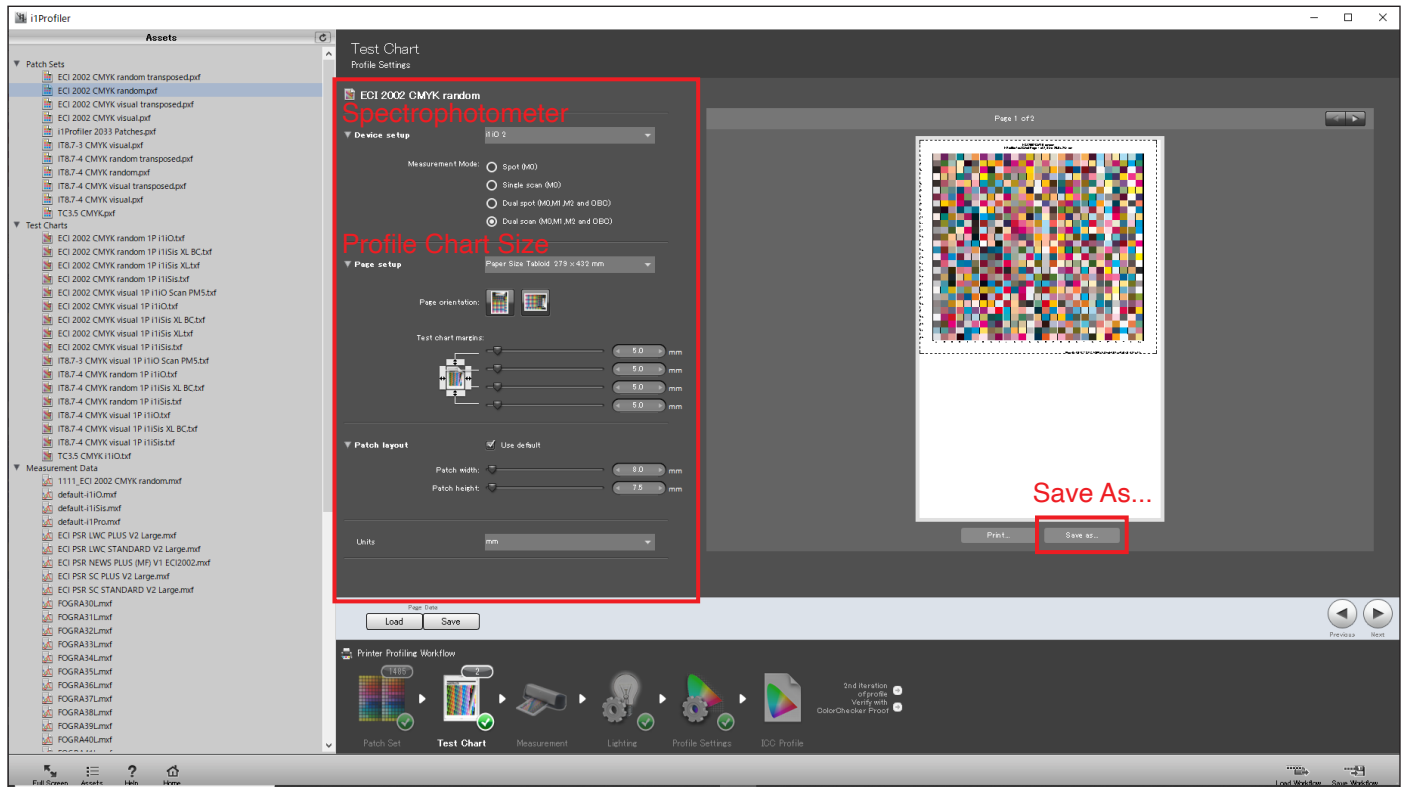 i1Profiler
Assets
Patch Sets
ECI 2002 CMYK random transposed.pxf
ECI 2002 CMYK random.pxf
ECI 2002 CMYK visual transposed.pxf
ECI 2002 CMYK visual.pxf
i1Profiler 2033 Patches.pxf
IT8.7-3 CMYK visual.pxf
IT8.7-4 CMYK random transposed.pxf
IT8.7-4 CMYK random.pxf
IT8.7-4 CMYK visual transposed.pxf
IT8.7-4 CMYK visual.pxf
TC3.5 CMYK.pxf
Test Charts
ECI 2002 CMYK random 1P i1iO.txf
ECI 2002 CMYK random 1P i1iSis XL BC.txf
ECI 2002 CMYK random 1P i1iSis XL.txf
ECI 2002 CMYK random 1P i1iSis.txf
ECI 2002 CMYK visual 1P i1iO Scan PM5.txf
ECI 2002 CMYK visual 1P i1iO.txf
ECI 2002 CMYK visual 1P i1iSis XL BC.txf
ECI 2002 CMYK visual 1P i1iSis XL.txf
ECI 2002 CMYK visual 1P i1iSis.txf
IT8.7-3 CMYK visual 1P i1iO Scan PM5.txf
IT8.7-4 CMYK random 1P i1iO.txf
IT8.7-4 CMYK random 1P i1iSis XL BC.txf
IT8.7-4 CMYK random 1P i1iSis.txf
IT8.7-4 CMYK visual 1P i1iO.txf
IT8.7-4 CMYK visual 1P i1iSis XL BC.txf
IT8.7-4 CMYK visual 1P i1iSis.txf
TC3.5 CMYK i1iO.txf
Measurement Data
1111_ECI 2002 CMYK random.mxf
default-i1iO.mxf
default-i1iSis.mxf
default-i1Pro.mxf
ECI PSR LWC PLUS V2 Large.mxf
ECI PSR LWC STANDARD V2 Large.mxf
ECI PSR NEWS PLUS (MF) V1 ECI2002.mxf
ECI PSR SC PLUS V2 Large.mxf
ECI PSR SC STANDARD V2 Large.mxf
FOGRA30L.mxf
FOGRA31L.mxf
FOGRA32L.mxf
FOGRA33L.mxf
FOGRA34L.mxf
FOGRA35L.mxf
FOGRA36L.mxf
FOGRA37L.mxf
FOGRA38L.mxf
FOGRA39L.mxf
FOGRA40L.mxf
Test Chart
Profile Settings
ECI 2002 CMYK random
Spectrophotometer
Device setup i1iO 2
Measurement Mode: Spot (M0)
Single scan (M0)
Dual spot (M0,M1,M2 and OBC)
Dual scan (M0,M1,M2 and OBC)
Profile Chart Size
Page setup Paper Size Tabloid 279 x 432 mm
Page orientation:
Test chart margins:
5.0 mm
5.0 mm
5.0 mm
5.0 mm
Patch layout Use default
Patch width: 8.0 mm
Patch height: 7.5 mm
Units mm
Page 1 of 2
Save As...
Print... Save as...
Page Data
Load Save
Previous Next
Printer Profiling Workflow
1485 2
Patch Set Test Chart Measurement Lighting Profile Settings ICC Profile
2nd iteration
of profile
Verify with
ColorChecker Proof
Full Screen Assets Help Home
Load Workflow Save Workflow